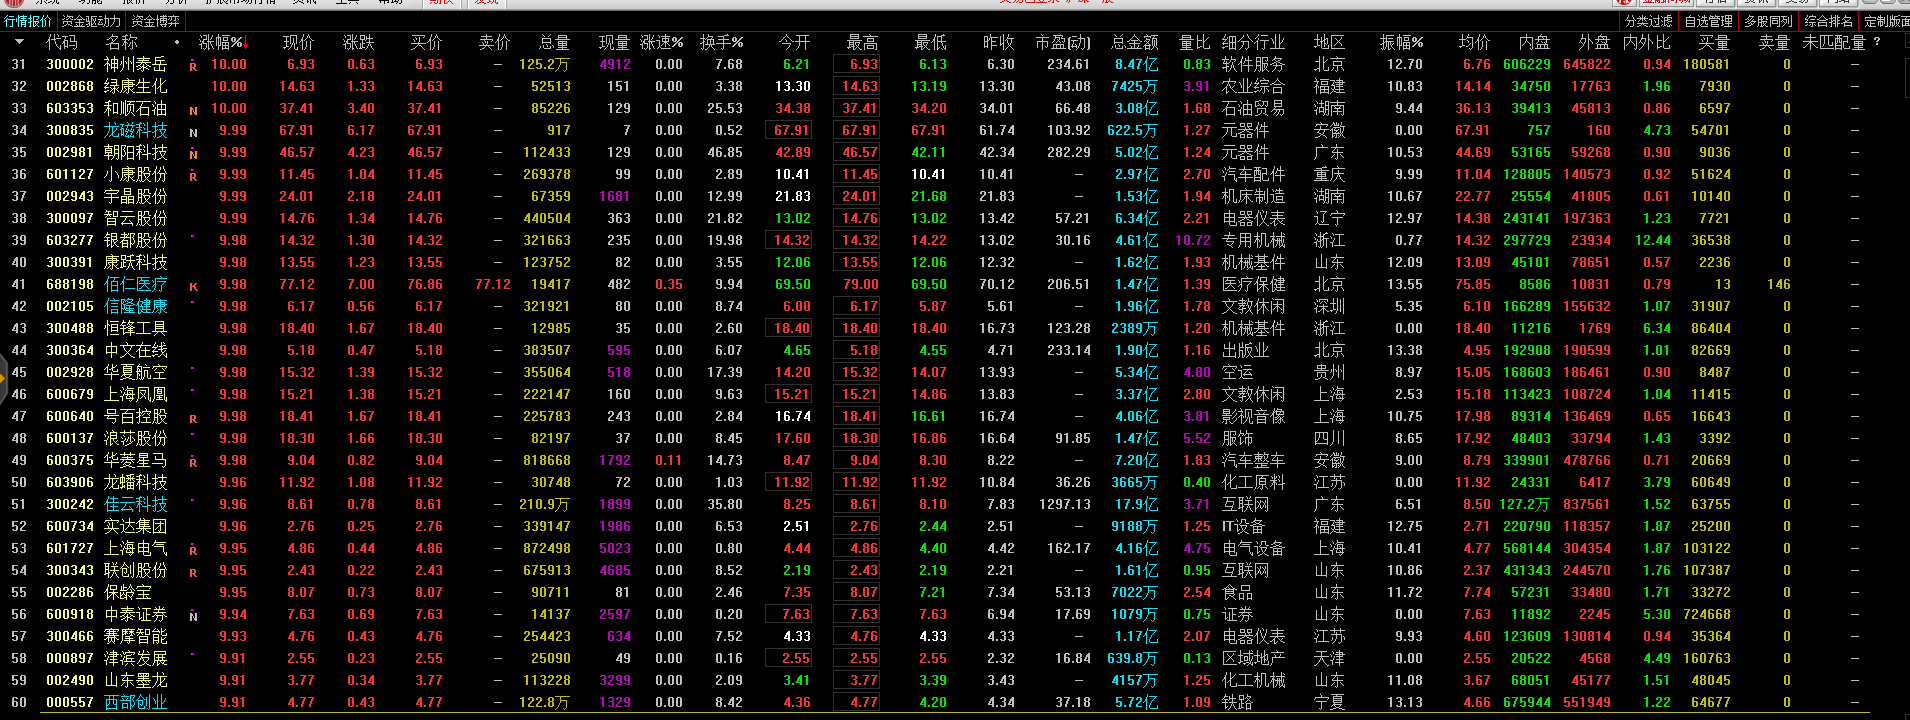 行情报价 资金驱动力 资金博弈 分类过滤 自选管理 多股同列 综合排名 定制版面
代码 名称 涨幅%↓ 现价 涨跌 买价 卖价 总量 现量 涨速% 换手% 今开 最高 最低 昨收 市盈(动) 总金额 量比 细分行业 地区 振幅% 均价 内盘 外盘 内外比 买量 卖量 未匹配量 ?
31 300002 神州泰岳 R 10.00 6.93 0.63 6.93 – 125.2万 4912 0.00 7.68 6.21 6.93 6.13 6.30 234.61 8.47亿 0.83 软件服务 北京 12.70 6.76 606229 645822 0.94 180581 0 –
32 002868 绿康生化 10.00 14.63 1.33 14.63 – 52513 151 0.00 3.38 13.30 14.63 13.19 13.30 43.08 7425万 3.91 农业综合 福建 10.83 14.14 34750 17763 1.96 7930 0 –
33 603353 和顺石油 N 10.00 37.41 3.40 37.41 – 85226 129 0.00 25.53 34.38 37.41 34.20 34.01 66.48 3.08亿 1.68 石油贸易 湖南 9.44 36.13 39413 45813 0.86 6597 0 –
34 300835 龙磁科技 N 9.99 67.91 6.17 67.91 – 917 7 0.00 0.52 67.91 67.91 67.91 61.74 103.92 622.5万 1.27 元器件 安徽 0.00 67.91 757 160 4.73 54701 0 –
35 002981 朝阳科技 N 9.99 46.57 4.23 46.57 – 112433 129 0.00 46.85 42.89 46.57 42.11 42.34 282.29 5.02亿 1.24 元器件 广东 10.53 44.69 53165 59268 0.90 9036 0 –
36 601127 小康股份 R 9.99 11.45 1.04 11.45 – 269378 99 0.00 2.89 10.41 11.45 10.41 10.41 – 2.97亿 2.70 汽车配件 重庆 9.99 11.04 128805 140573 0.92 51624 0 –
37 002943 宇晶股份 9.99 24.01 2.18 24.01 – 67359 1681 0.00 12.99 21.83 24.01 21.68 21.83 – 1.53亿 1.94 机床制造 湖南 10.67 22.77 25554 41805 0.61 10140 0 –
38 300097 智云股份 9.99 14.76 1.34 14.76 – 440504 363 0.00 21.82 13.02 14.76 13.02 13.42 57.21 6.34亿 2.21 电器仪表 辽宁 12.97 14.38 243141 197363 1.23 7721 0 –
39 603277 银都股份 9.98 14.32 1.30 14.32 – 321663 235 0.00 19.98 14.32 14.32 14.22 13.02 30.16 4.61亿 10.72 专用机械 浙江 0.77 14.32 297729 23934 12.44 36538 0 –
40 300391 康跃科技 9.98 13.55 1.23 13.55 – 123752 82 0.00 3.55 12.06 13.55 12.06 12.32 – 1.62亿 1.93 机械基件 山东 12.09 13.09 45101 78651 0.57 2236 0 –
41 688198 佰仁医疗 K 9.98 77.12 7.00 76.86 77.12 19417 482 0.35 9.94 69.50 79.00 69.50 70.12 206.51 1.47亿 1.39 医疗保健 北京 13.55 75.85 8586 10831 0.79 13 146 –
42 002105 信隆健康 9.98 6.17 0.56 6.17 – 321921 80 0.00 8.74 6.00 6.17 5.87 5.61 – 1.96亿 1.78 文教休闲 深圳 5.35 6.10 166289 155632 1.07 31907 0 –
43 300488 恒锋工具 9.98 18.40 1.67 18.40 – 12985 35 0.00 2.60 18.40 18.40 18.40 16.73 123.28 2389万 1.20 机械基件 浙江 0.00 18.40 11216 1769 6.34 86404 0 –
44 300364 中文在线 9.98 5.18 0.47 5.18 – 383507 595 0.00 6.07 4.65 5.18 4.55 4.71 233.14 1.90亿 1.16 出版业 北京 13.38 4.95 192908 190599 1.01 82669 0 –
45 002928 华夏航空 9.98 15.32 1.39 15.32 – 355064 518 0.00 17.39 14.20 15.32 14.07 13.93 – 5.34亿 4.80 空运 贵州 8.97 15.05 168603 186461 0.90 8487 0 –
46 600679 上海凤凰 9.98 15.21 1.38 15.21 – 222147 160 0.00 9.63 15.21 15.21 14.86 13.83 – 3.37亿 2.80 文教休闲 上海 2.53 15.18 113423 108724 1.04 11415 0 –
47 600640 号百控股 R 9.98 18.41 1.67 18.41 – 225783 243 0.00 2.84 16.74 18.41 16.61 16.74 – 4.06亿 3.81 影视音像 上海 10.75 17.98 89314 136469 0.65 16643 0 –
48 600137 浪莎股份 9.98 18.30 1.66 18.30 – 82197 37 0.00 8.45 17.60 18.30 16.86 16.64 91.85 1.47亿 5.52 服饰 四川 8.65 17.92 48403 33794 1.43 3392 0 –
49 600375 华菱星马 R 9.98 9.04 0.82 9.04 – 818668 1792 0.11 14.73 8.47 9.04 8.30 8.22 – 7.20亿 1.83 汽车整车 安徽 9.00 8.79 339901 478766 0.71 20669 0 –
50 603906 龙蟠科技 9.96 11.92 1.08 11.92 – 30748 72 0.00 1.03 11.92 11.92 11.92 10.84 36.26 3665万 0.40 化工原料 江苏 0.00 11.92 24331 6417 3.79 60649 0 –
51 300242 佳云科技 9.96 8.61 0.78 8.61 – 210.9万 1899 0.00 35.80 8.25 8.61 8.10 7.83 1297.13 17.9亿 3.71 互联网 广东 6.51 8.50 127.2万 837561 1.52 63755 0 –
52 600734 实达集团 9.96 2.76 0.25 2.76 – 339147 1986 0.00 6.53 2.51 2.76 2.44 2.51 – 9188万 1.25 IT设备 福建 12.75 2.71 220790 118357 1.87 25200 0 –
53 601727 上海电气 R 9.95 4.86 0.44 4.86 – 872498 5023 0.00 0.80 4.44 4.86 4.40 4.42 162.17 4.16亿 4.75 电气设备 上海 10.41 4.77 568144 304354 1.87 103122 0 –
54 300343 联创股份 R 9.95 2.43 0.22 2.43 – 675913 4685 0.00 8.52 2.19 2.43 2.19 2.21 – 1.61亿 0.95 互联网 山东 10.86 2.37 431343 244570 1.76 107387 0 –
55 002286 保龄宝 9.95 8.07 0.73 8.07 – 90711 81 0.00 2.46 7.35 8.07 7.21 7.34 53.13 7022万 2.54 食品 山东 11.72 7.74 57231 33480 1.71 33272 0 –
56 600918 中泰证券 N 9.94 7.63 0.69 7.63 – 14137 2597 0.00 0.20 7.63 7.63 7.63 6.94 17.69 1079万 0.75 证券 山东 0.00 7.63 11892 2245 5.30 724668 0 –
57 300466 赛摩智能 9.93 4.76 0.43 4.76 – 254423 634 0.00 7.52 4.33 4.76 4.33 4.33 – 1.17亿 2.07 电器仪表 江苏 9.93 4.60 123609 130814 0.94 35364 0 –
58 000897 津滨发展 9.91 2.55 0.23 2.55 – 25090 49 0.00 0.16 2.55 2.55 2.55 2.32 16.84 639.8万 0.13 区域地产 天津 0.00 2.55 20522 4568 4.49 160763 0 –
59 002490 山东墨龙 9.91 3.77 0.34 3.77 – 113228 3299 0.00 2.09 3.41 3.77 3.39 3.43 – 4157万 1.25 化工机械 山东 11.08 3.67 68051 45177 1.51 48045 0 –
60 000557 西部创业 9.91 4.77 0.43 4.77 – 122.8万 1329 0.00 8.42 4.36 4.77 4.20 4.34 37.18 5.72亿 1.09 铁路 宁夏 13.13 4.66 675944 551949 1.22 64677 0 –